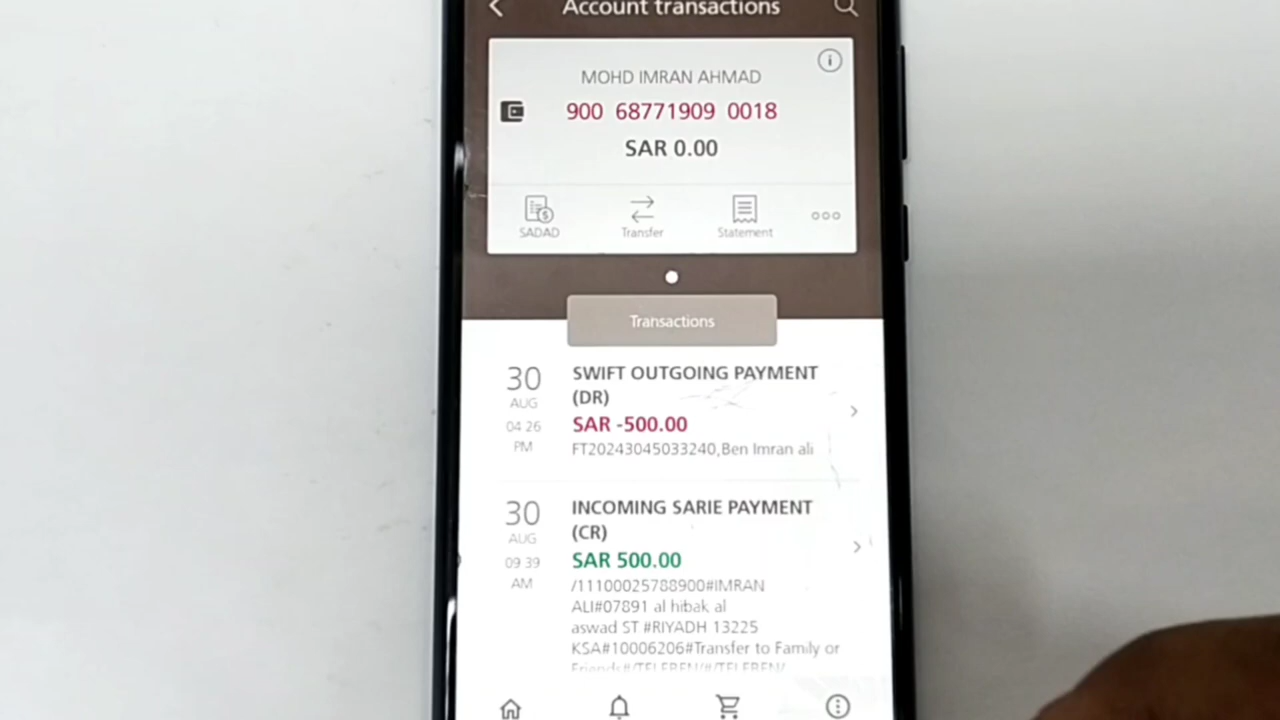 Account transactions
MOHD IMRAN AHMAD
900 68771909 0018
SAR 0.00
SADAD
Transfer
Statement
Transactions
30
AUG
04 26
PM
SWIFT OUTGOING PAYMENT
(DR)
SAR -500.00
FT20243045033240,Ben Imran ali
30
AUG
09 39
AM
INCOMING SARIE PAYMENT
(CR)
SAR 500.00
/11100025788900#IMRAN
ALI#07891 al hibak al
aswad ST #RIYADH 13225
KSA#10006206#Transfer to Family or